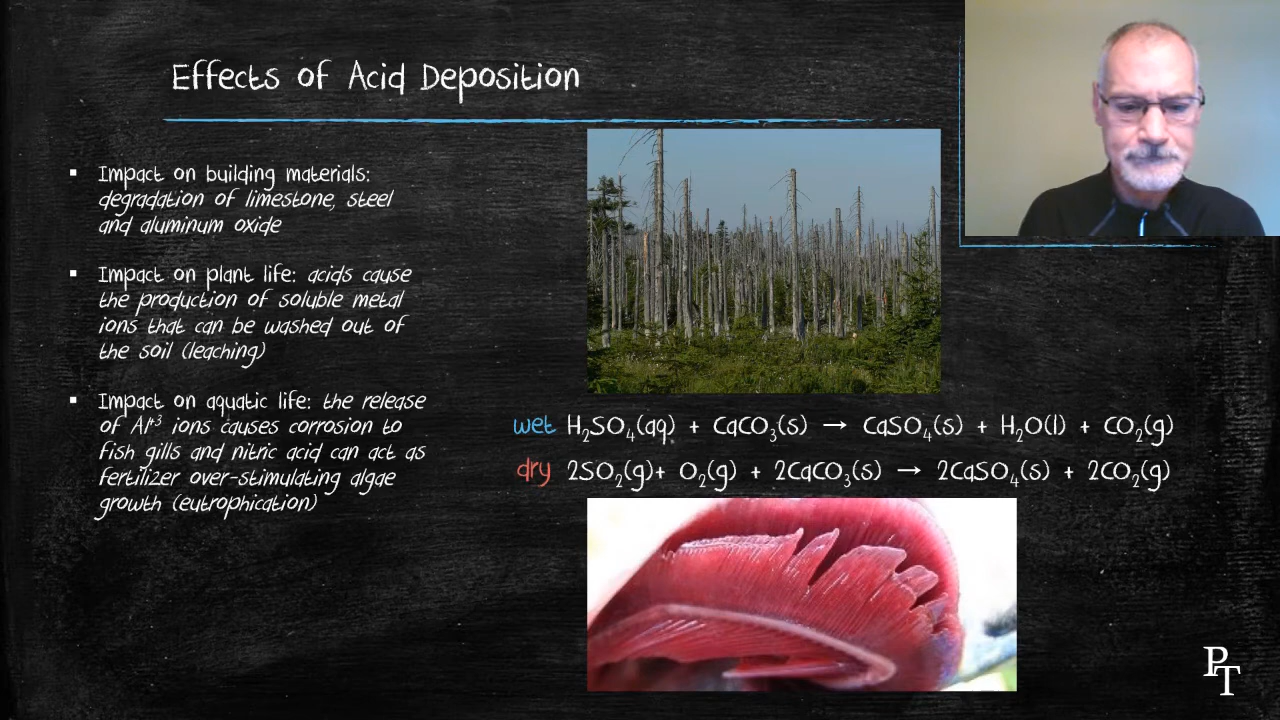 Effects of Acid Deposition
▪ Impact on building materials:
degradation of limestone, steel
and aluminum oxide
▪ Impact on plant life: acids cause
the production of soluble metal
ions that can be washed out of
the soil (leaching)
▪ Impact on aquatic life: the release
of Al⁺³ ions causes corrosion to
fish gills and nitric acid can act as
fertilizer over-stimulating algae
growth (eutrophication)
wet H₂SO₄(aq) + CaCO₃(s) → CaSO₄(s) + H₂O(l) + CO₂(g)
dry 2SO₂(g)+ O₂(g) + 2CaCO₃(s) → 2CaSO₄(s) + 2CO₂(g)
PT